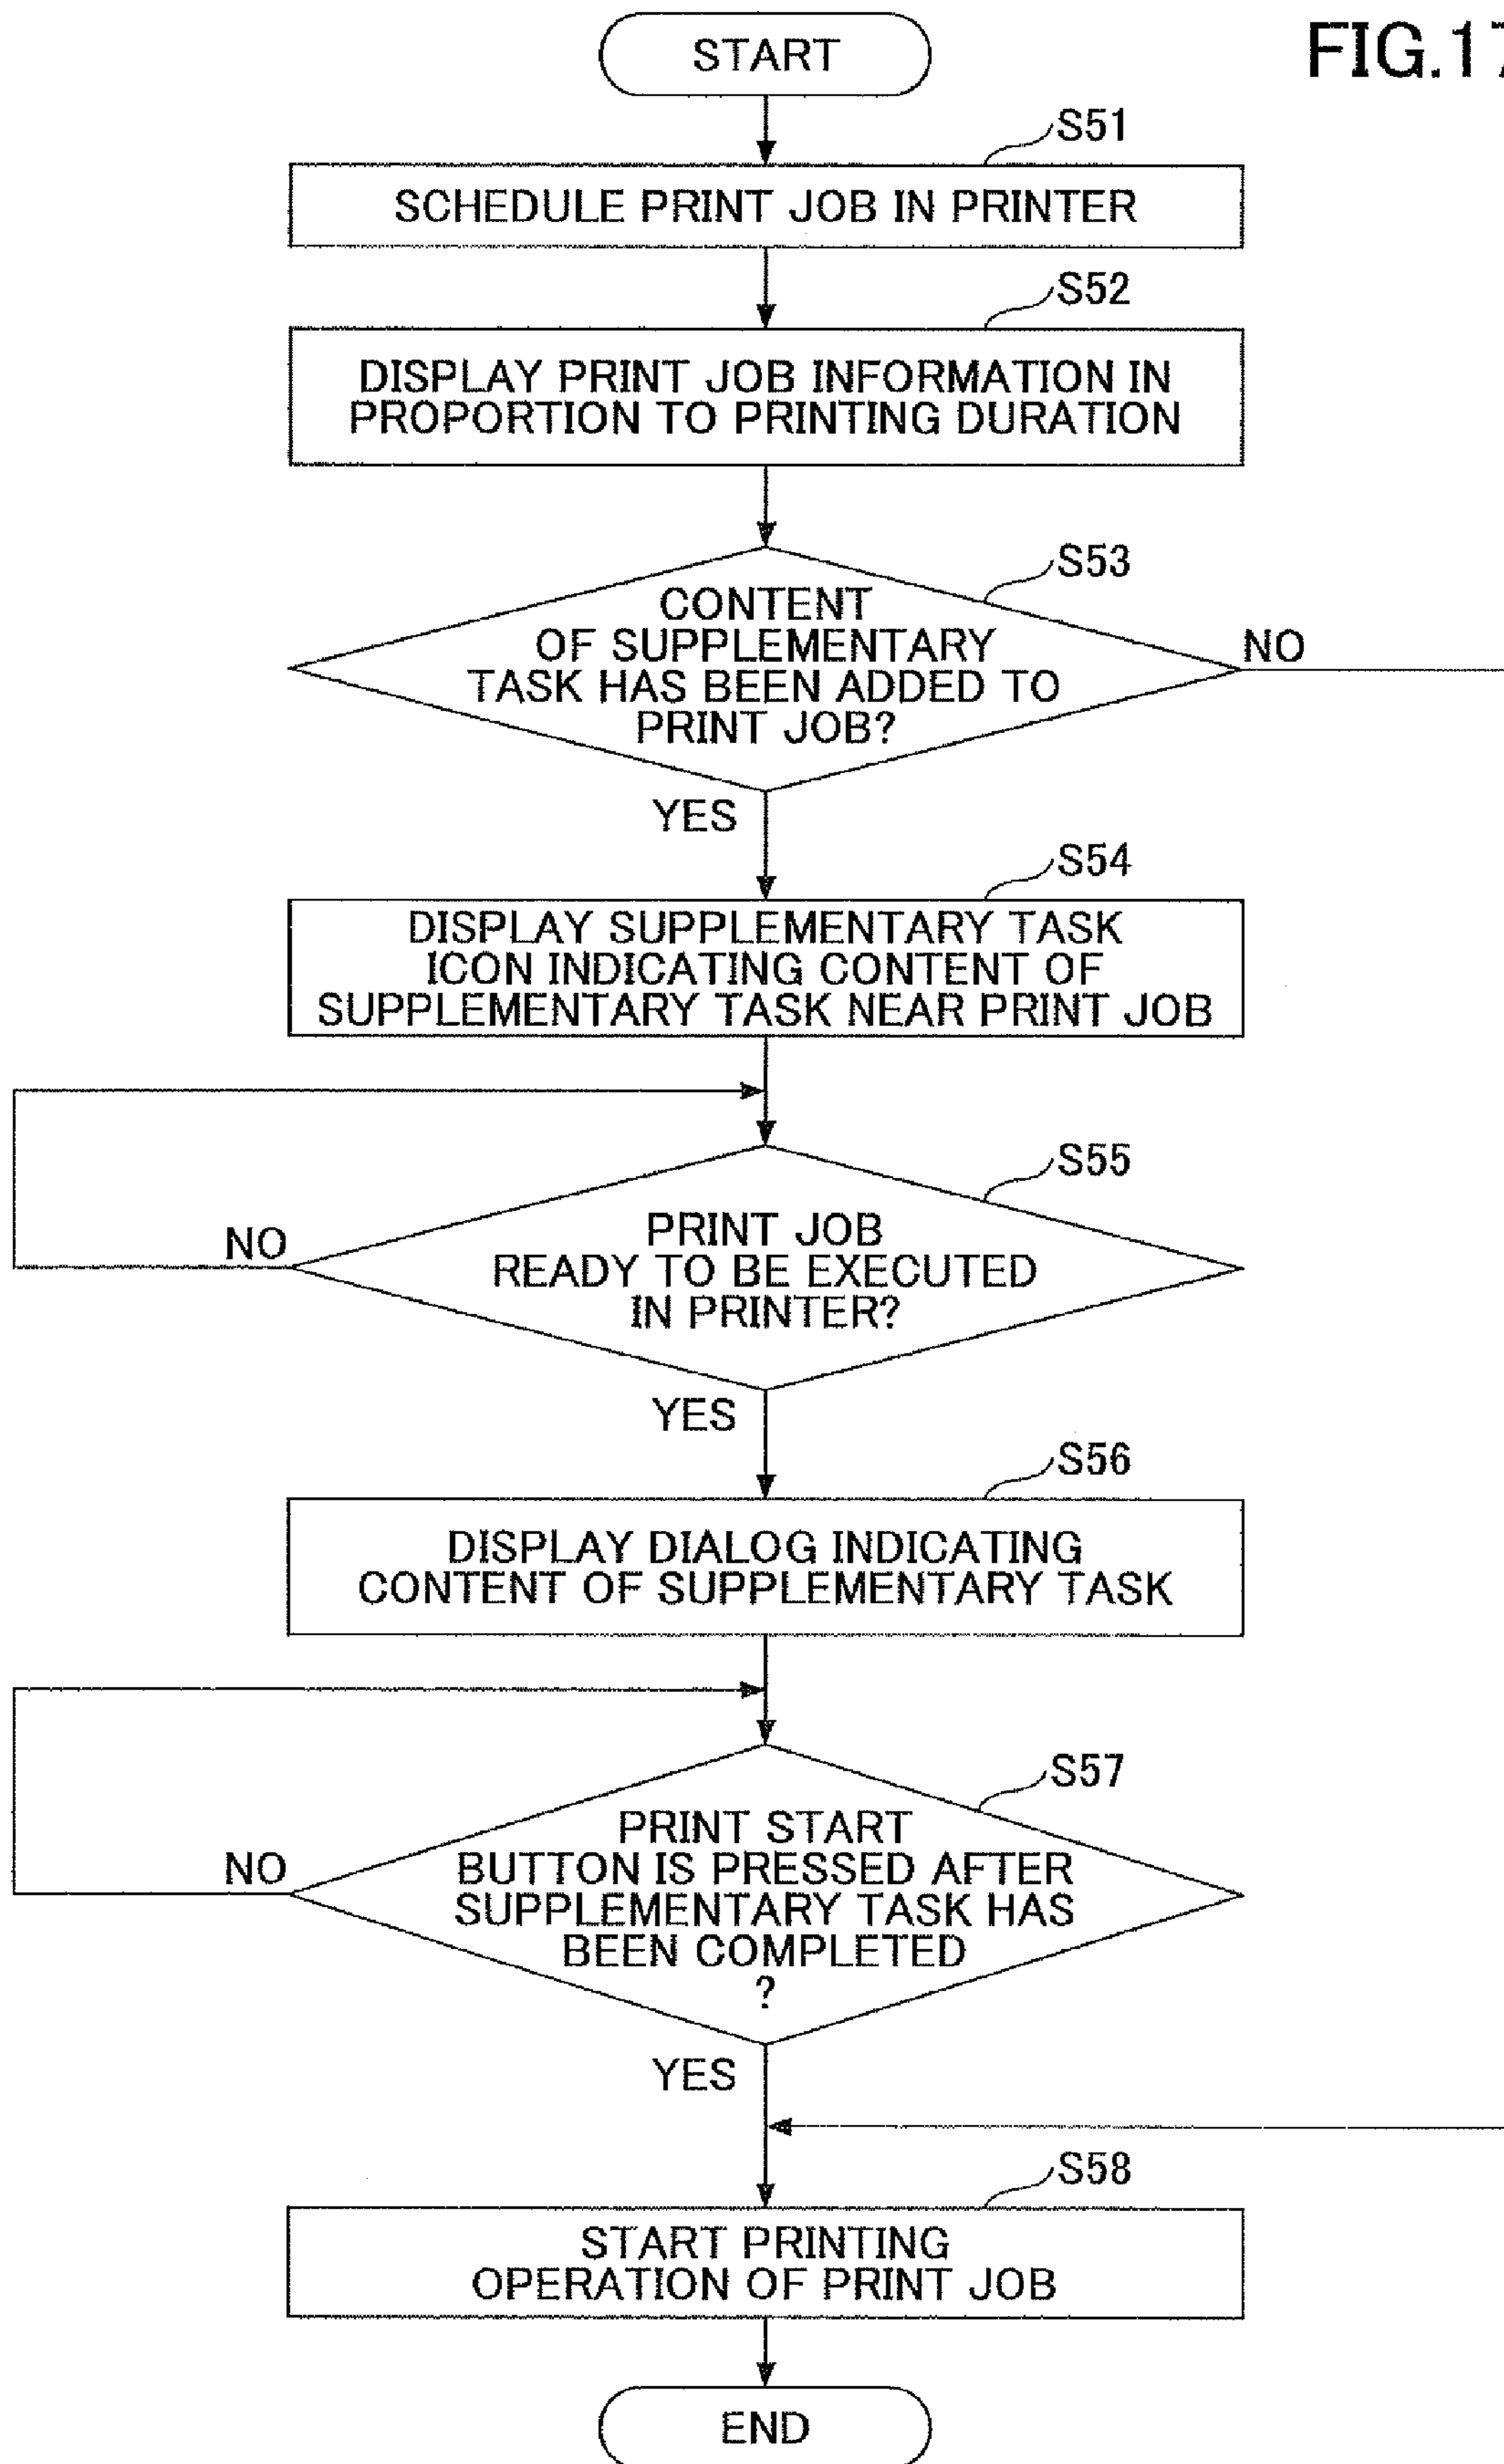 FIG.17
START
S51
SCHEDULE PRINT JOB IN PRINTER
S52
DISPLAY PRINT JOB INFORMATION IN
PROPORTION TO PRINTING DURATION
S53
CONTENT
OF SUPPLEMENTARY
TASK HAS BEEN ADDED TO
PRINT JOB?
NO
YES
S54
DISPLAY SUPPLEMENTARY TASK
ICON INDICATING CONTENT OF
SUPPLEMENTARY TASK NEAR PRINT JOB
S55
PRINT JOB
READY TO BE EXECUTED
IN PRINTER?
NO
YES
S56
DISPLAY DIALOG INDICATING
CONTENT OF SUPPLEMENTARY TASK
S57
PRINT START
BUTTON IS PRESSED AFTER
SUPPLEMENTARY TASK HAS
BEEN COMPLETED
?
NO
YES
S58
START PRINTING
OPERATION OF PRINT JOB
END